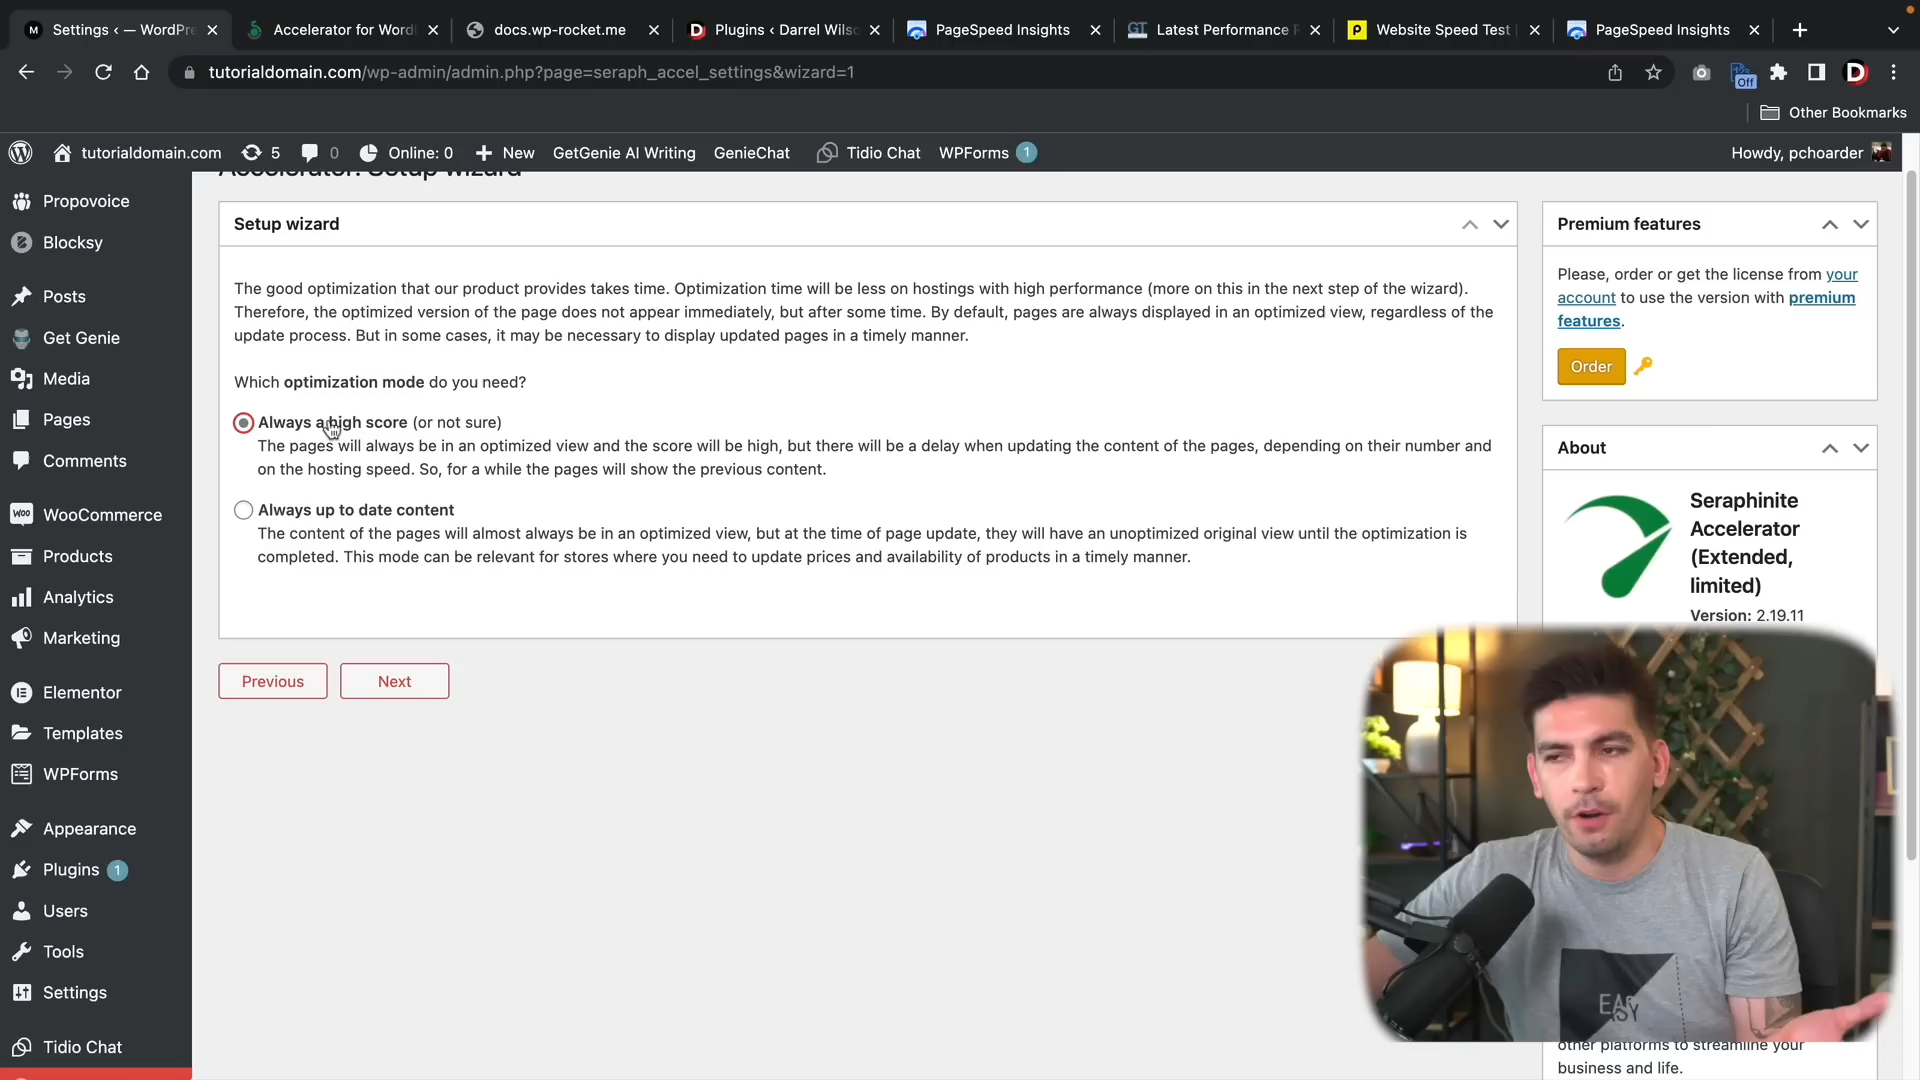 Settings ‹ — WordPre
Accelerator for Word
docs.wp-rocket.me
Plugins ‹ Darrel Wils
PageSpeed Insights
GT
Latest Performance R
Website Speed Test
PageSpeed Insights
tutorialdomain.com/wp-admin/admin.php?page=seraph_accel_settings&wizard=1
Off
Other Bookmarks
tutorialdomain.com
5
0
Online: 0
New
GetGenie AI Writing
GenieChat
Tidio Chat
WPForms 1
Howdy, pchoarder
Propovoice
Blocksy
Posts
Get Genie
Media
Pages
Comments
WooCommerce
Products
Analytics
Marketing
Elementor
Templates
WPForms
Appearance
Plugins 1
Users
Tools
Settings
Tidio Chat
Accelerator: Setup wizard
Setup wizard
The good optimization that our product provides takes time. Optimization time will be less on hostings with high performance (more on this in the next step of the wizard).
Therefore, the optimized version of the page does not appear immediately, but after some time. By default, pages are always displayed in an optimized view, regardless of the
update process. But in some cases, it may be necessary to display updated pages in a timely manner.
Which optimization mode do you need?
Always a high score (or not sure)
The pages will always be in an optimized view and the score will be high, but there will be a delay when updating the content of the pages, depending on their number and
on the hosting speed. So, for a while the pages will show the previous content.
Always up to date content
The content of the pages will almost always be in an optimized view, but at the time of page update, they will have an unoptimized original view until the optimization is
completed. This mode can be relevant for stores where you need to update prices and availability of products in a timely manner.
Previous
Next
Premium features
Please, order or get the license from your
account to use the version with premium
features.
Order
About
Seraphinite
Accelerator
(Extended,
limited)
Version: 2.19.11
EASY
other platforms to streamline your
business and life.